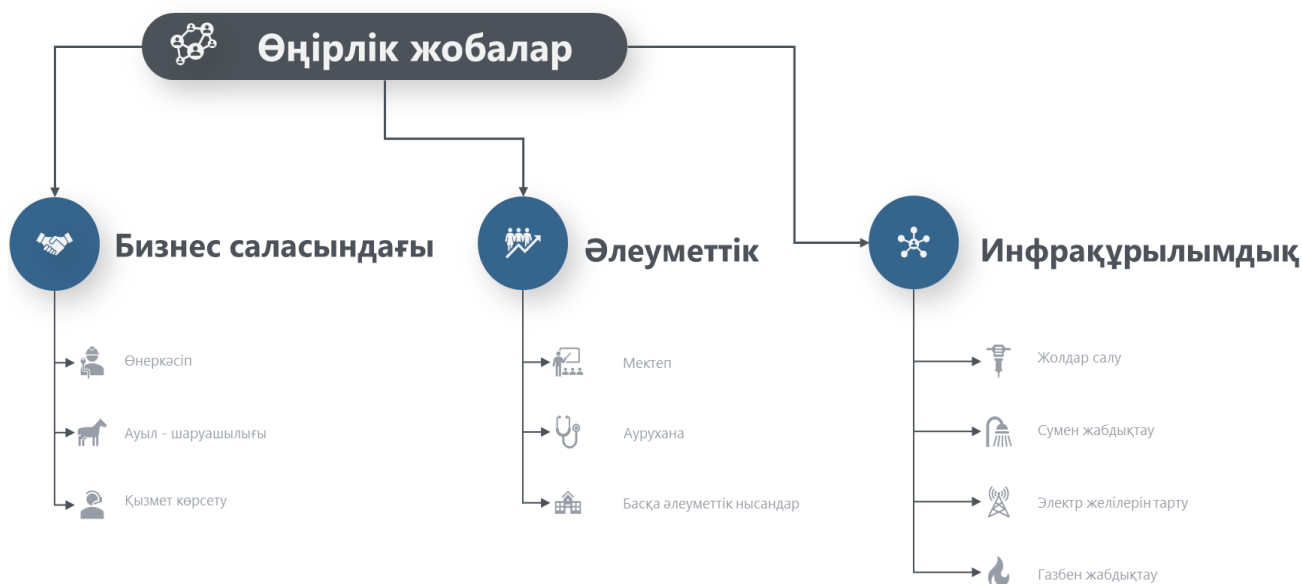 Өңірлік жобалар
Бизнес саласындағы
Өнеркәсіп
Ауыл - шаруашылығы
Қызмет көрсету
Әлеуметтік
Мектеп
Аурухана
Басқа әлеуметтік нысандар
Инфрақұрылымдық
Жолдар салу
Сумен жабдықтау
Электр желілерін тарту
Газбен жабдықтау